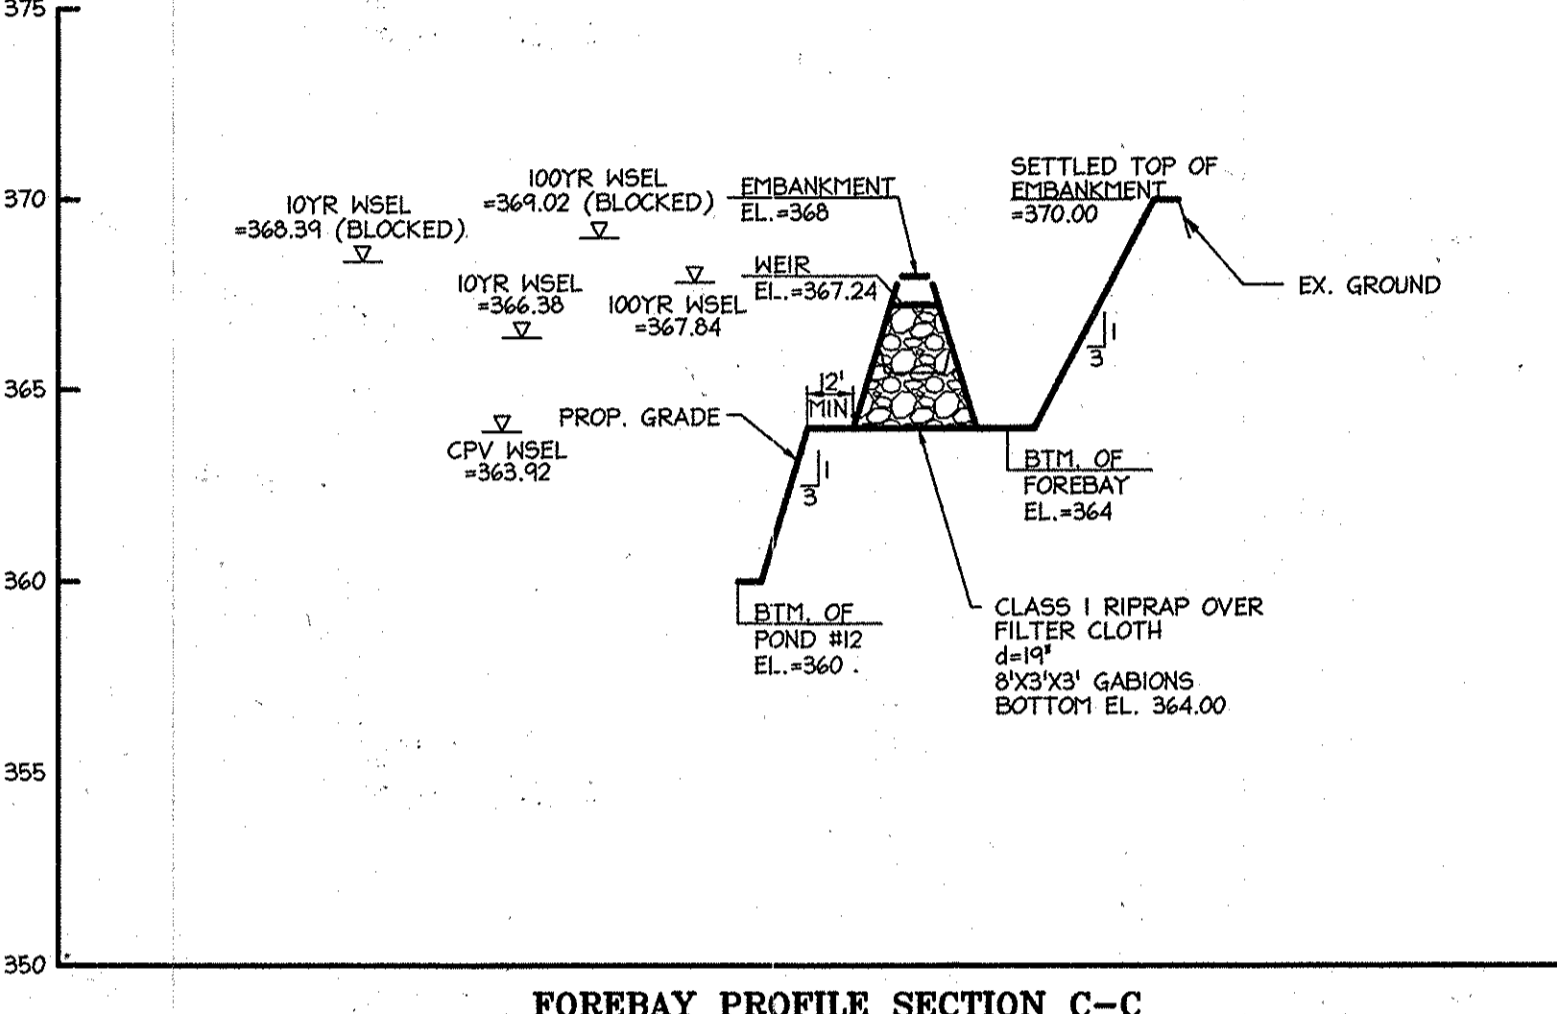 375
370
365
360
355
350
10YR WSEL
=368.39 (BLOCKED)
100YR WSEL
=369.02 (BLOCKED)
10YR WSEL
=366.38
100YR WSEL
=367.84
CPV WSEL
=363.92
EMBANKMENT
EL.=368
WEIR
EL.=367.24
SETTLED TOP OF
EMBANKMENT
=370.00
EX. GROUND
1
3
12'
MIN
PROP. GRADE
1
3
BTM. OF
FOREBAY
EL.=364
BTM. OF
POND #12
EL.=360
CLASS I RIPRAP OVER
FILTER CLOTH
d=19"
8'X3'X3' GABIONS
BOTTOM EL. 364.00
FOREBAY PROFILE SECTION C-C